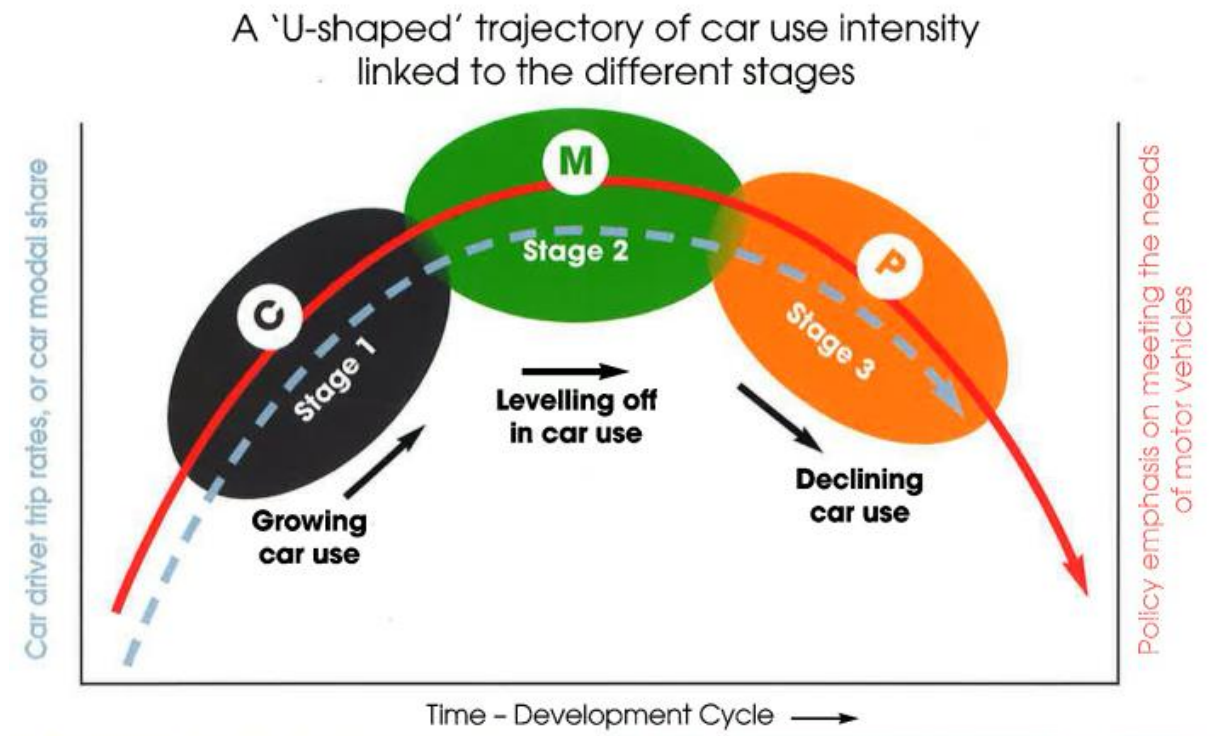 A 'U-shaped' trajectory of car use intensity
linked to the different stages
Car driver trip rates, or car modal share
Policy emphasis on meeting the needs
of motor vehicles
C
M
P
Stage 1
Stage 2
Stage 3
Growing
car use
Levelling off
in car use
Declining
car use
Time – Development Cycle